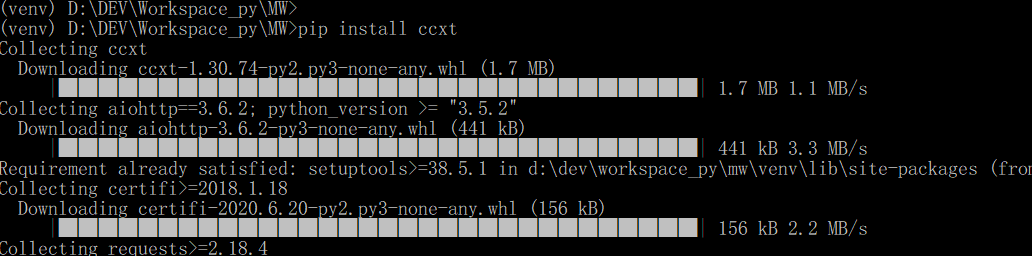 (venv) D:\DEV\Workspace_py\MW>
(venv) D:\DEV\Workspace_py\MW>pip install ccxt
Collecting ccxt
  Downloading ccxt-1.30.74-py2.py3-none-any.whl (1.7 MB)
1.7 MB 1.1 MB/s
Collecting aiohttp==3.6.2; python_version >= "3.5.2"
  Downloading aiohttp-3.6.2-py3-none-any.whl (441 kB)
441 kB 3.3 MB/s
Requirement already satisfied: setuptools>=38.5.1 in d:\dev\workspace_py\mw\venv\lib\site-packages (from
Collecting certifi>=2018.1.18
  Downloading certifi-2020.6.20-py2.py3-none-any.whl (156 kB)
156 kB 2.2 MB/s
Collecting requests>=2.18.4